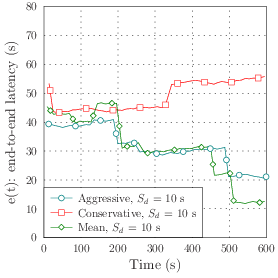 e(t). end-to-end latency (s)
80
70
60
50
40
30
20
10
0
Aggressive, S_d = 10 s
Conservative, S_d = 10 s
Mean, S_d = 10 s
0 100 200 300 400 500 600
Time (s)